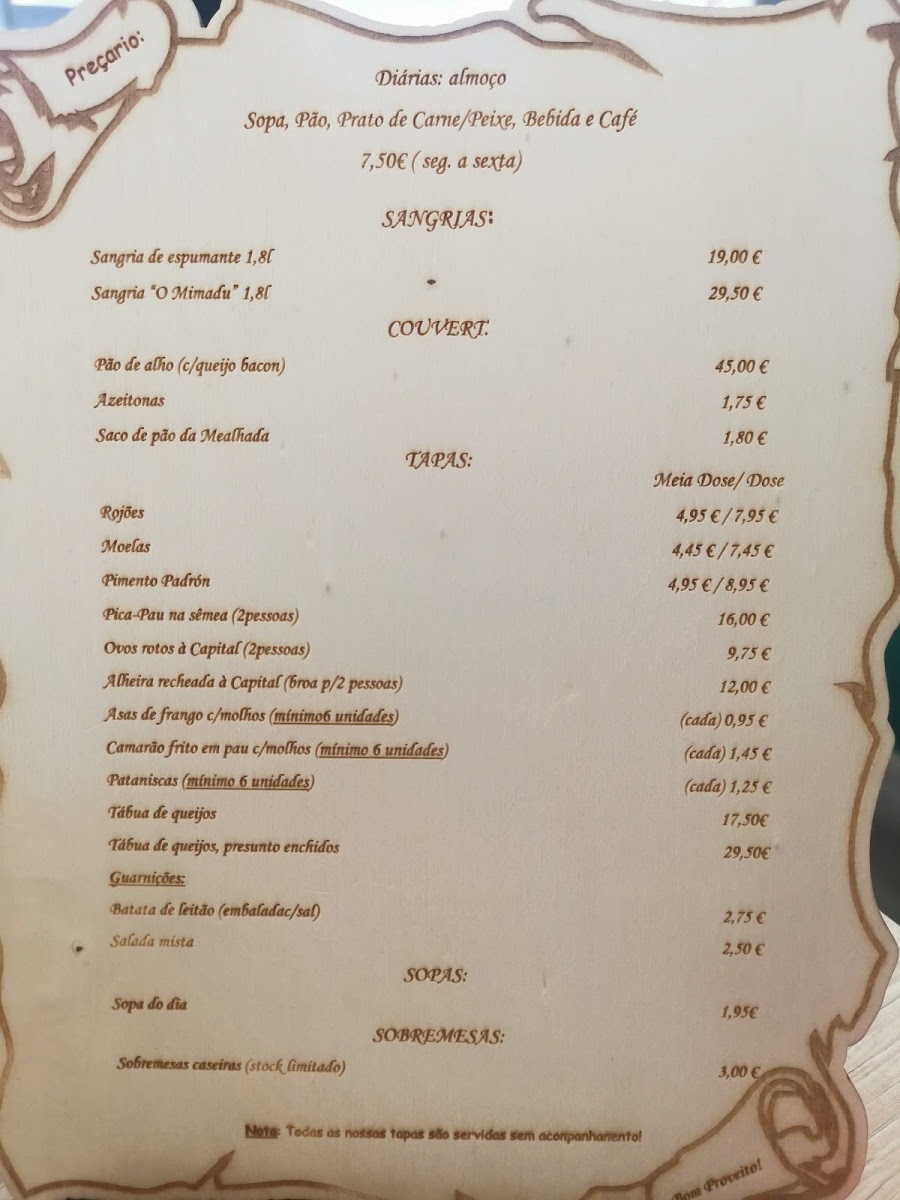 Preçario:
Diárias: almoço
Sopa, Pão, Prato de Carne/Peixe, Bebida e Café
7,50€ ( seg. a sexta)
SANGRIAS:
Sangria de espumante 1,8l 19,00 €
Sangria "O Mimadu" 1,8l 29,50 €
COUVERT.
Pão de alho (c/queijo bacon) 45,00 €
Azeitonas 1,75 €
Saco de pão da Mealhada 1,80 €
TAPAS:
Meia Dose/ Dose
Rojões 4,95 € / 7,95 €
Moelas 4,45 € / 7,45 €
Pimento Padrón 4,95 € / 8,95 €
Pica-Pau na sêmea (2pessoas) 16,00 €
Ovos rotos à Capital (2pessoas) 9,75 €
Alheira recheada à Capital (broa p/2 pessoas) 12,00 €
Asas de frango c/molhos (mínimo6 unidades) (cada) 0,95 €
Camarão frito em pau c/molhos (mínimo 6 unidades) (cada) 1,45 €
Pataniscas (mínimo 6 unidades) (cada) 1,25 €
Tábua de queijos 17,50€
Tábua de queijos, presunto enchidos 29,50€
Guarnições:
Batata de leitão (embaladac/sal) 2,75 €
Salada mista 2,50 €
SOPAS:
Sopa do dia 1,95€
SOBREMESAS:
Sobremesas caseiras (stock limitado) 3,00 €
Nota: Todas as nossas tapas são servidas sem acompanhamento!
Bom Proveito!